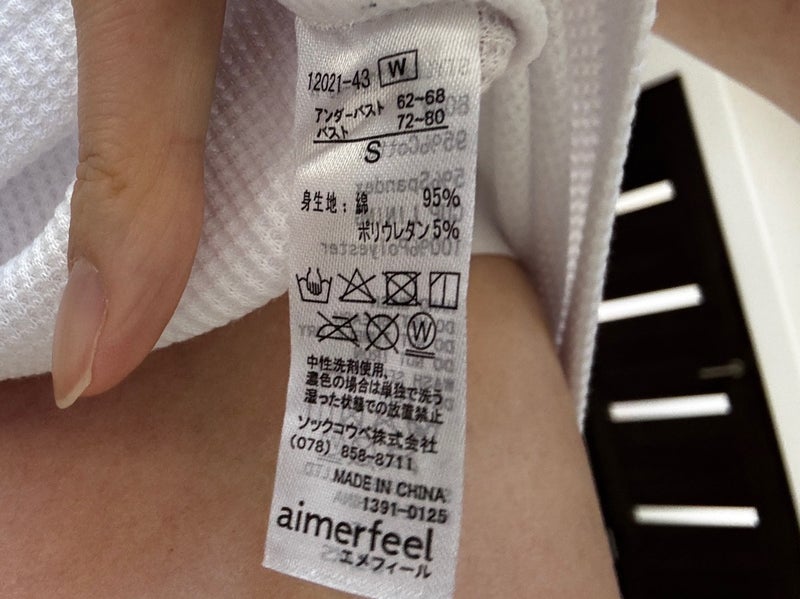 12021-43 W
アンダーバスト 62~68
バスト 72~80
S
身生地：綿 95%
ポリウレタン 5%
W
中性洗剤使用、
濃色の場合は単独で洗う
湿った状態での放置禁止
ソックコウベ株式会社
(078) 858-8711
MADE IN CHINA
1391-0125
aimerfeel
エメフィール